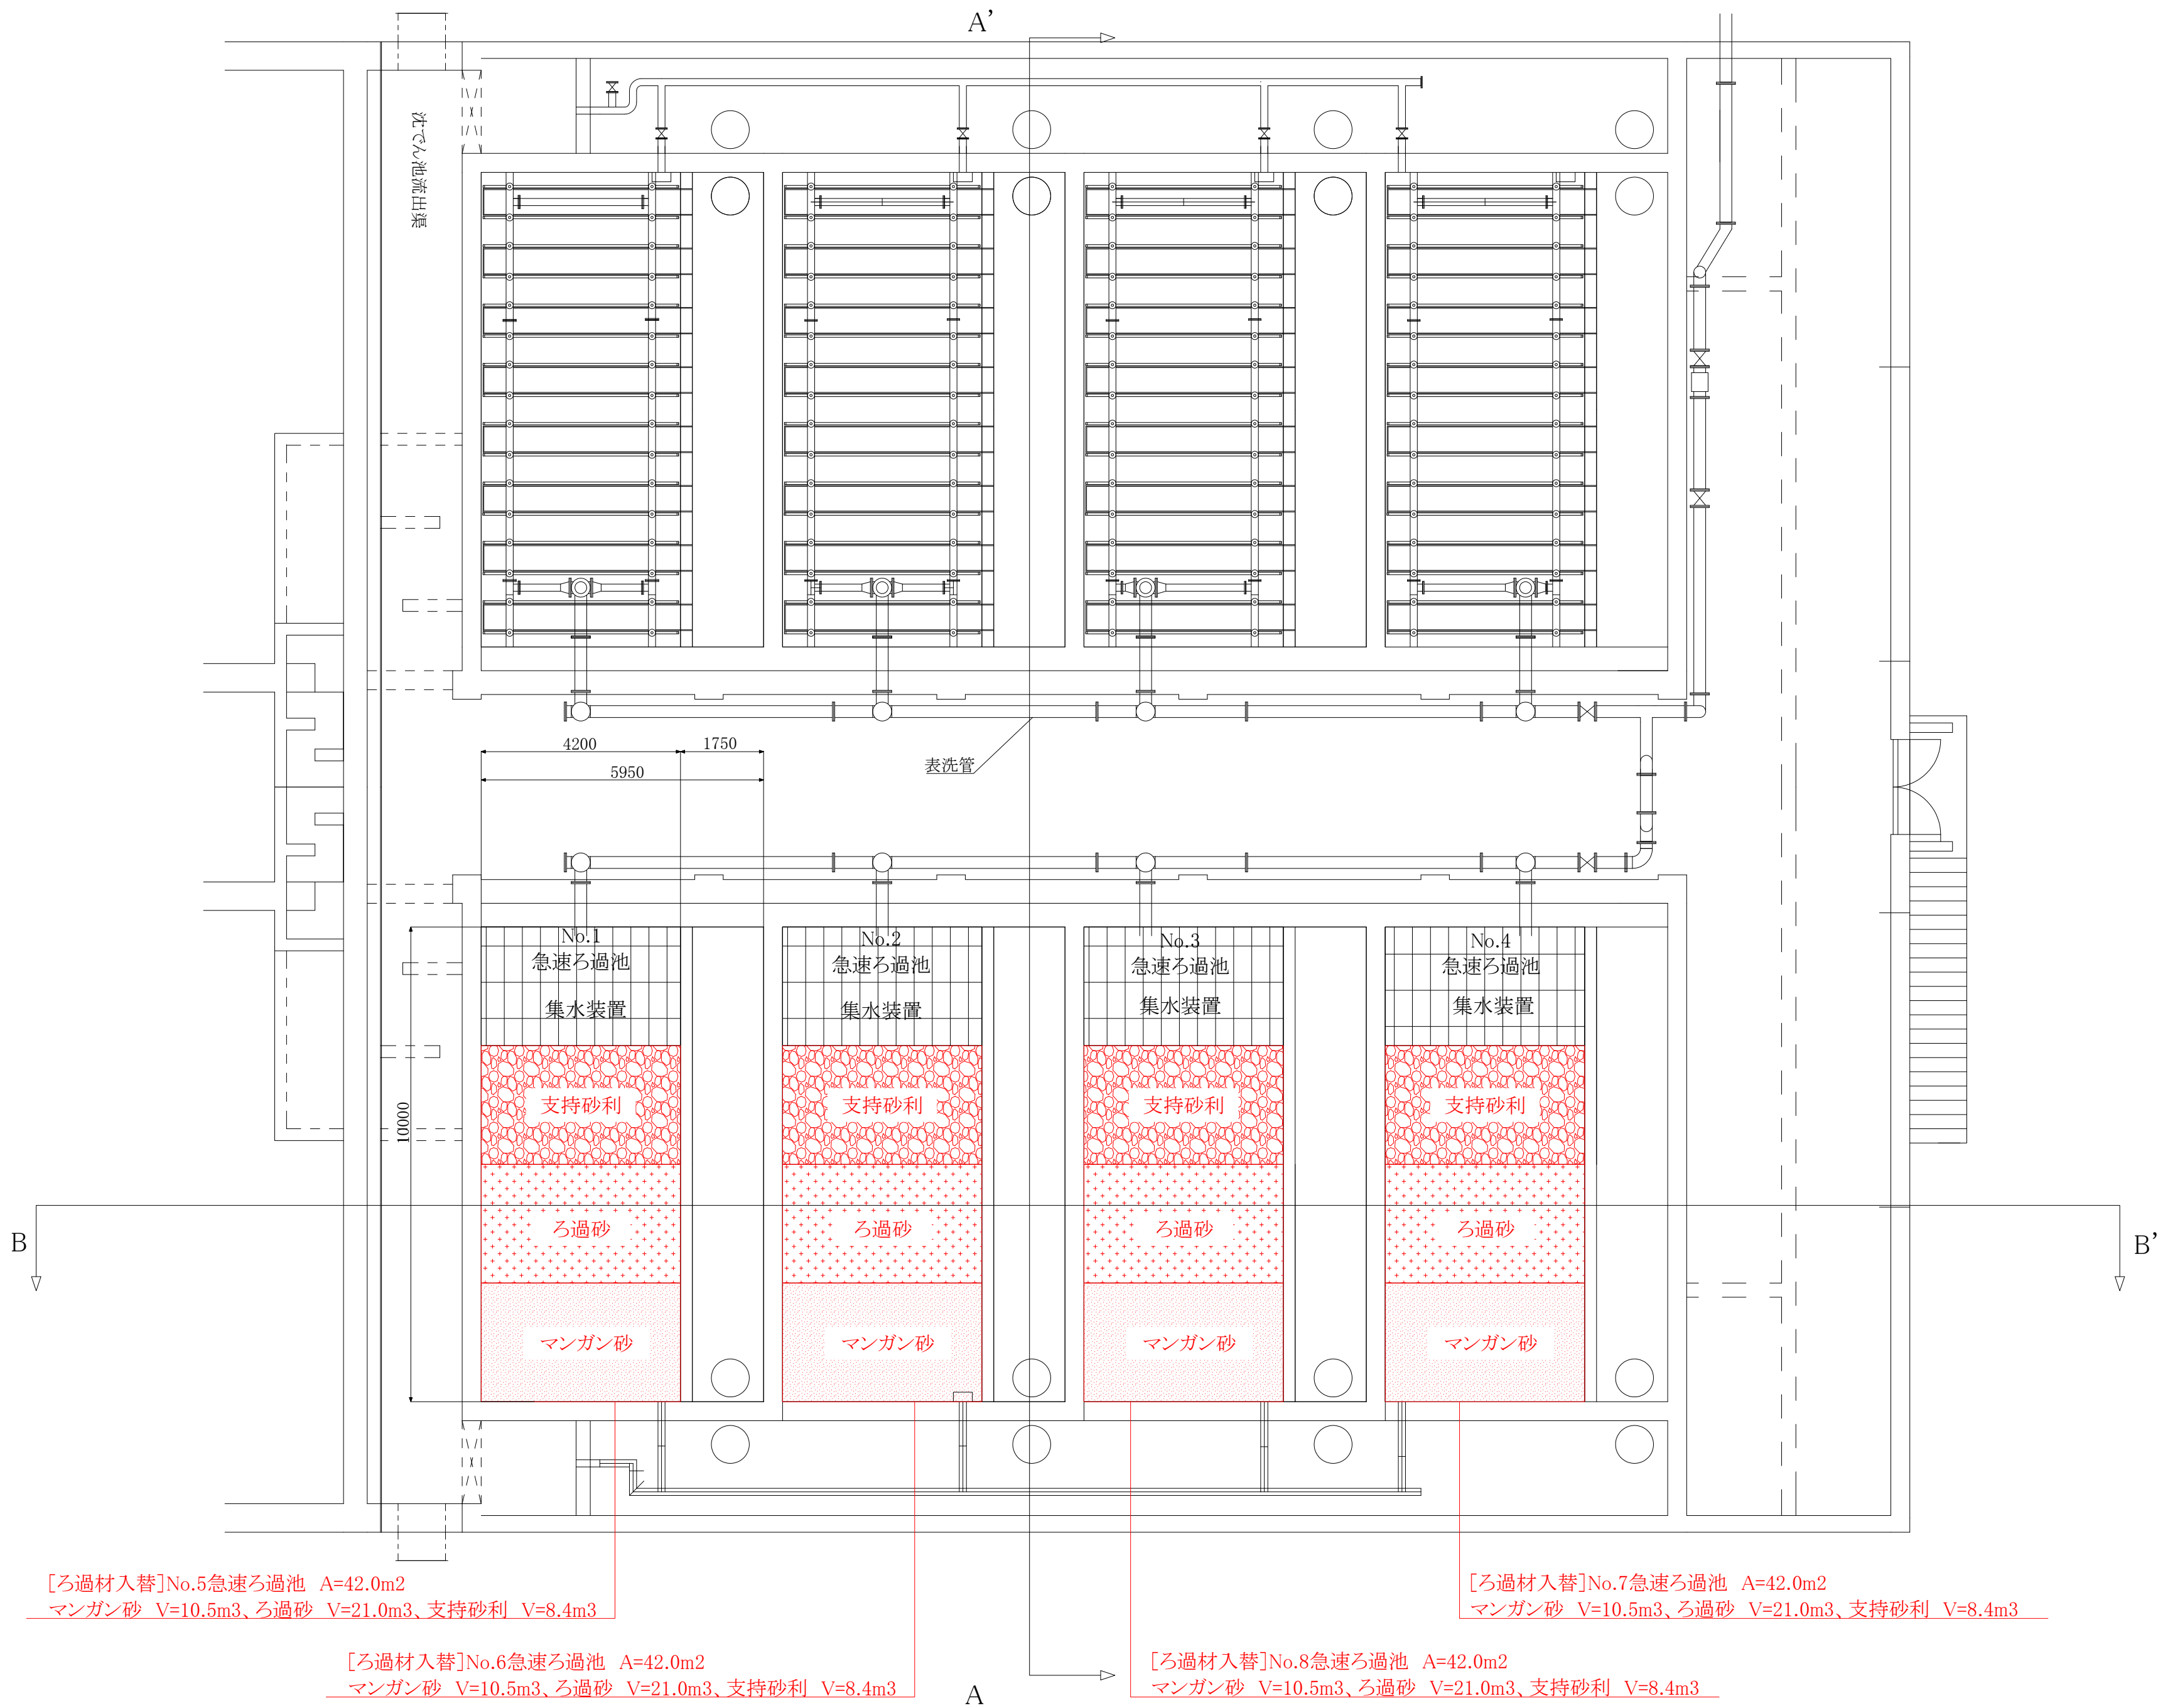 A’
沈でん池流出渠
4200
1750
5950
表洗管
No.1
急速ろ過池
集水装置
No.2
急速ろ過池
集水装置
No.3
急速ろ過池
集水装置
No.4
急速ろ過池
集水装置
10000
支持砂利
支持砂利
支持砂利
支持砂利
ろ過砂
ろ過砂
ろ過砂
ろ過砂
B
B’
マンガン砂
マンガン砂
マンガン砂
マンガン砂
[ろ過材入替]No.5急速ろ過池　A=42.0m2
マンガン砂　V=10.5m3、ろ過砂　V=21.0m3、支持砂利　V=8.4m3
[ろ過材入替]No.7急速ろ過池　A=42.0m2
マンガン砂　V=10.5m3、ろ過砂　V=21.0m3、支持砂利　V=8.4m3
[ろ過材入替]No.6急速ろ過池　A=42.0m2
マンガン砂　V=10.5m3、ろ過砂　V=21.0m3、支持砂利　V=8.4m3
[ろ過材入替]No.8急速ろ過池　A=42.0m2
マンガン砂　V=10.5m3、ろ過砂　V=21.0m3、支持砂利　V=8.4m3
A